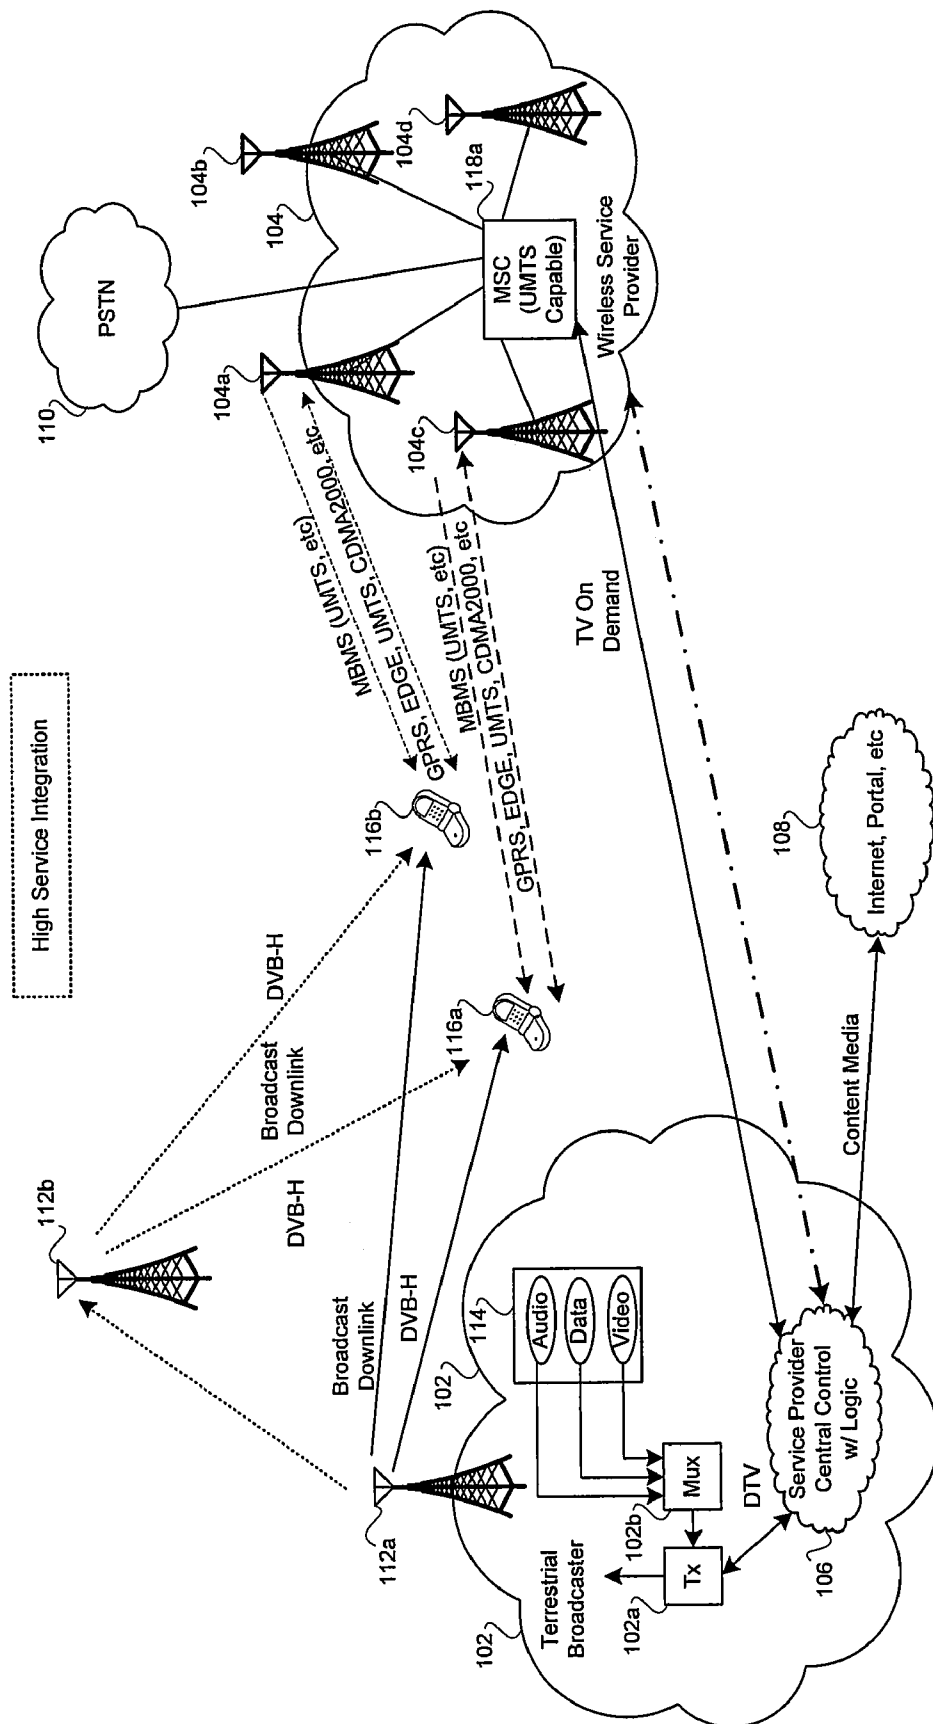 High Service Integration
112b
DVB-H
Broadcast
Downlink
DVB-H
112a
Broadcast
Downlink
DVB-H
116a
116b
MBMS (UMTS, etc)
GPRS, EDGE, UMTS, CDMA2000, etc
MBMS (UMTS, etc)
GPRS, EDGE, UMTS, CDMA2000, etc
110
PSTN
104a
104b
104
104c
104d
118a
MSC
(UMTS
Capable)
Wireless Service
Provider
TV On
Demand
102
Terrestrial
Broadcaster
102a
Tx
102b
Mux
102
114
Audio
Data
Video
DTV
106
Service Provider
Central Control
w/ Logic
Content Media
108
Internet, Portal, etc